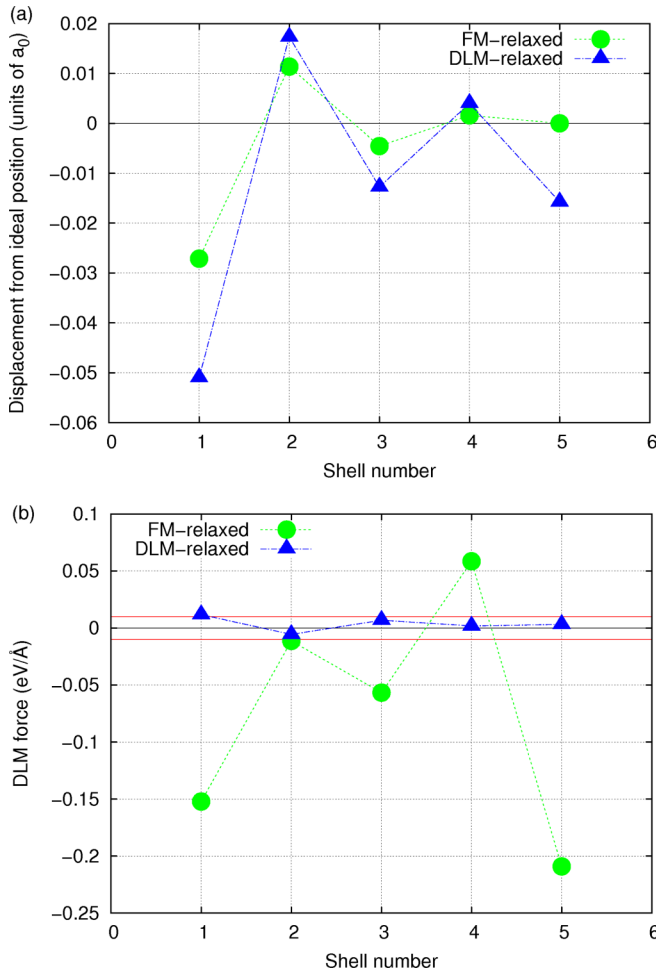 (a)
Displacement from ideal position (units of a0)
0.02
0.01
0
−0.01
−0.02
−0.03
−0.04
−0.05
−0.06
FM−relaxed
DLM−relaxed
0 1 2 3 4 5 6
Shell number
(b)
DLM force (eV/Å)
0.1
0.05
0
−0.05
−0.1
−0.15
−0.2
−0.25
FM−relaxed
DLM−relaxed
0 1 2 3 4 5 6
Shell number